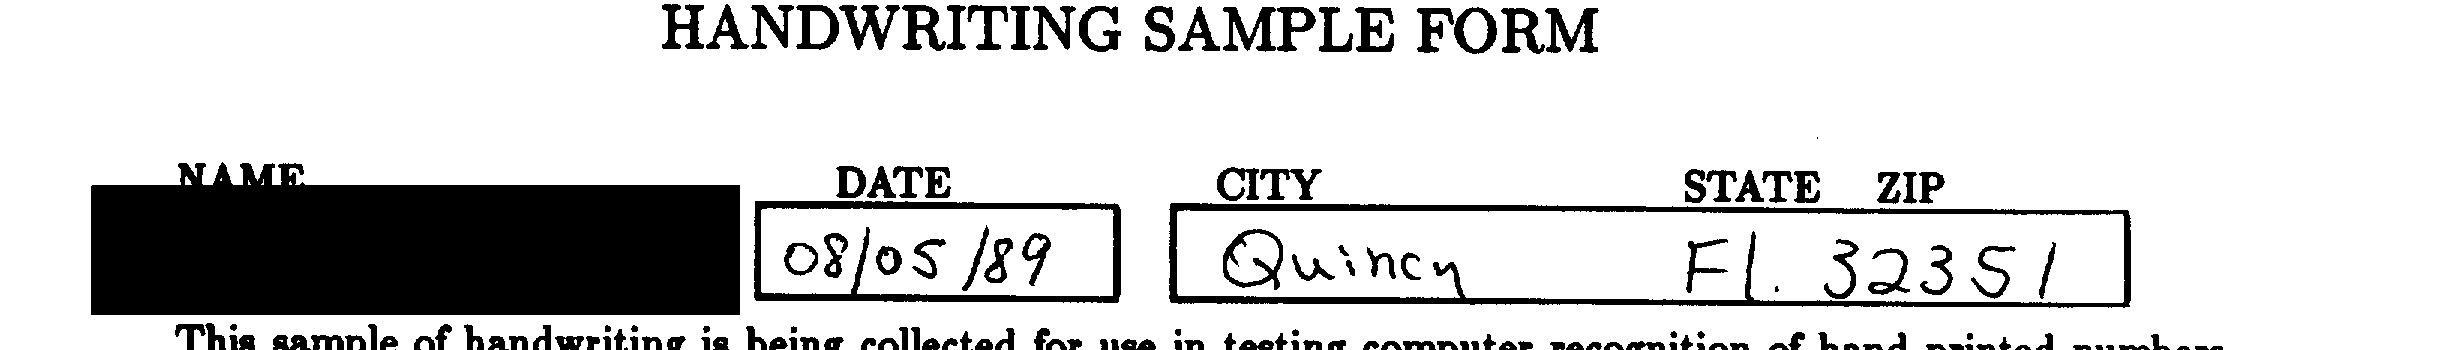 HANDWRITING SAMPLE FORM
NAME DATE CITY STATE ZIP
08/05/89 Quincy Fl. 32351
This sample of handwriting is being collected for use in testing computer recognition of hand printed numbers